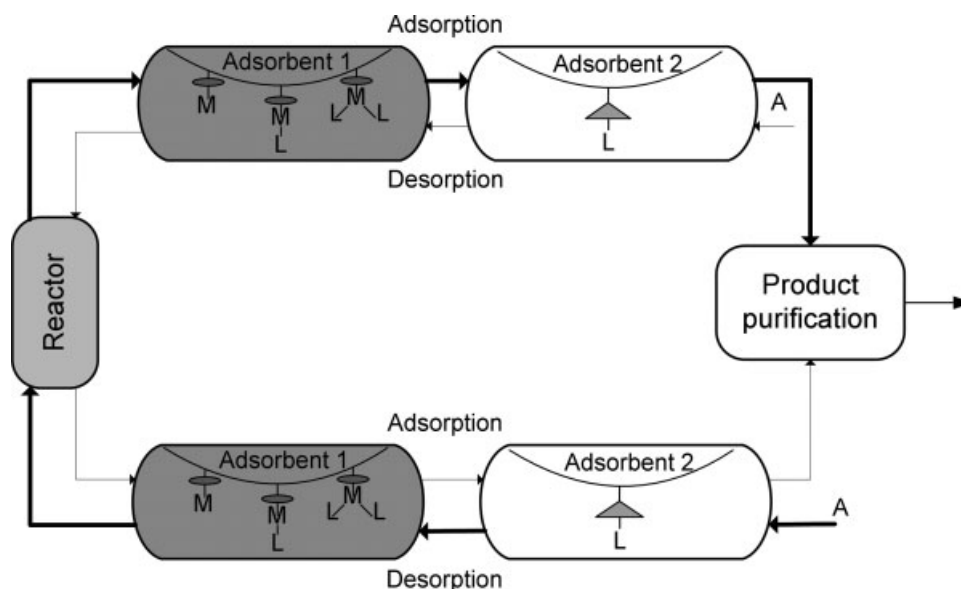 Adsorption
Adsorbent 1
M
M
L
M
L L
Adsorbent 2
L
A
Desorption
Reactor
Product
purification
Adsorption
Adsorbent 1
M
M
L
M
L L
Adsorbent 2
L
A
Desorption